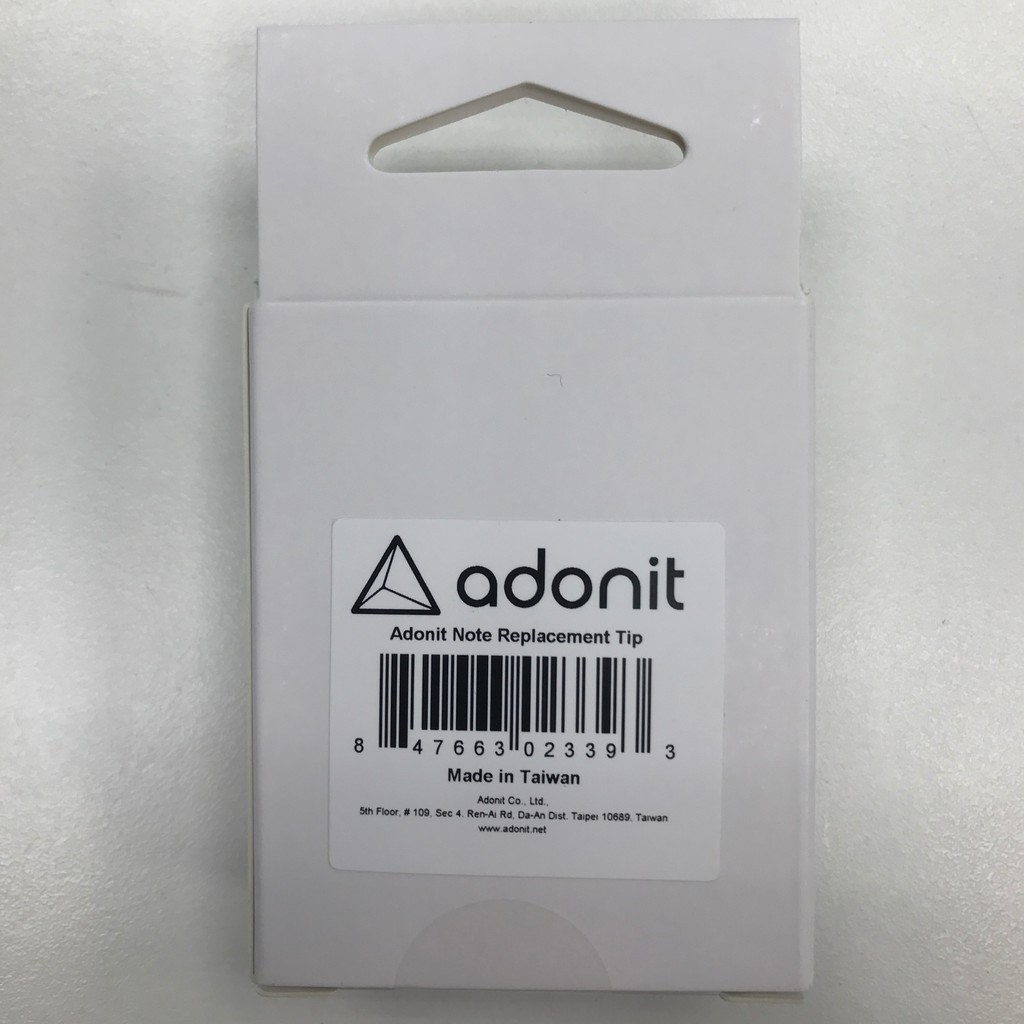 adonit
Adonit Note Replacement Tip
8 47663 02339 3
Made in Taiwan
Adonit Co., Ltd.,
5th Floor, # 109, Sec 4. Ren-Ai Rd, Da-An Dist. Taipei 10689, Taiwan
www.adonit.net